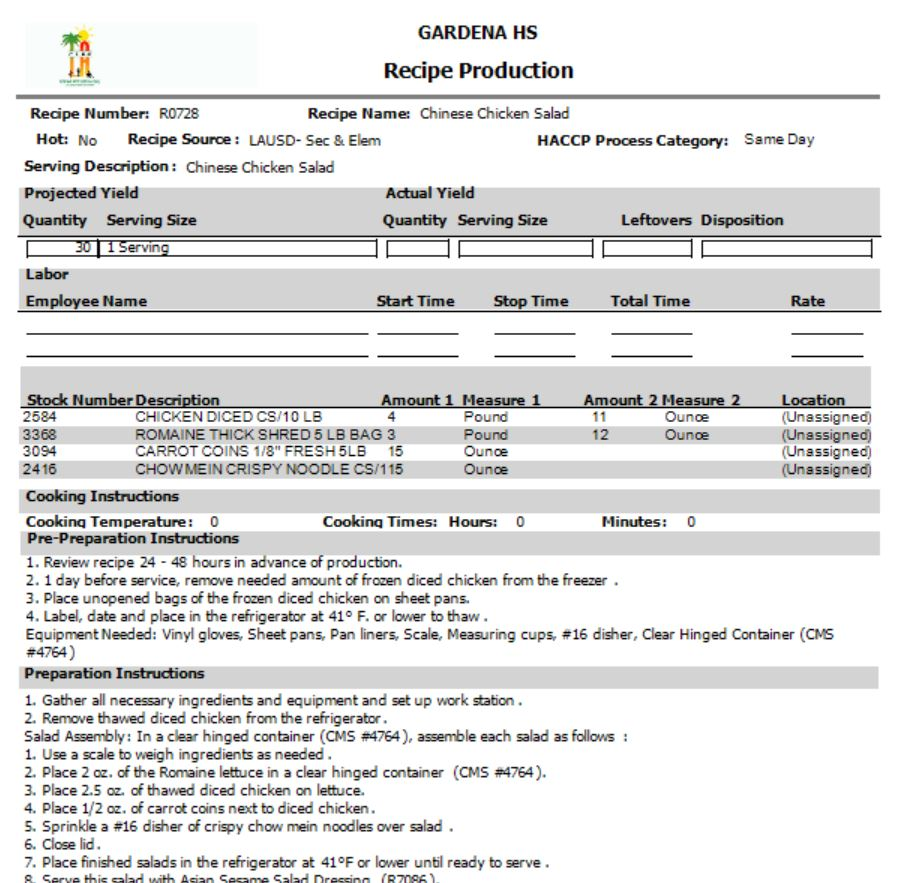 GARDENA HS
Recipe Production
Recipe Number: R0728 Recipe Name: Chinese Chicken Salad
Hot: No Recipe Source : LAUSD- Sec & Elem HACCP Process Category: Same Day
Serving Description : Chinese Chicken Salad
Projected Yield Actual Yield
Quantity Serving Size Quantity Serving Size Leftovers Disposition
30 1 Serving
Labor
Employee Name Start Time Stop Time Total Time Rate
Stock Number Description Amount 1 Measure 1 Amount 2 Measure 2 Location
2584 CHICKEN DICED CS/10 LB 4 Pound 11 Ounce (Unassigned)
3368 ROMAINE THICK SHRED 5 LB BAG 3 Pound 12 Ounce (Unassigned)
3094 CARROT COINS 1/8" FRESH 5LB 15 Ounce (Unassigned)
2416 CHOW MEIN CRISPY NOODLE CS/115 Ounce (Unassigned)
Cooking Instructions
Cooking Temperature: 0 Cooking Times: Hours: 0 Minutes: 0
Pre-Preparation Instructions
1. Review recipe 24 - 48 hours in advance of production.
2. 1 day before service, remove needed amount of frozen diced chicken from the freezer .
3. Place unopened bags of the frozen diced chicken on sheet pans.
4. Label, date and place in the refrigerator at 41º F. or lower to thaw .
Equipment Needed: Vinyl gloves, Sheet pans, Pan liners, Scale, Measuring cups, #16 disher, Clear Hinged Container (CMS
#4764)
Preparation Instructions
1. Gather all necessary ingredients and equipment and set up work station .
2. Remove thawed diced chicken from the refrigerator.
Salad Assembly: In a clear hinged container (CMS #4764), assemble each salad as follows :
1. Use a scale to weigh ingredients as needed .
2. Place 2 oz. of the Romaine lettuce in a clear hinged container (CMS #4764).
3. Place 2.5 oz. of thawed diced chicken on lettuce.
4. Place 1/2 oz. of carrot coins next to diced chicken.
5. Sprinkle a #16 disher of crispy chow mein noodles over salad .
6. Close lid.
7. Place finished salads in the refrigerator at 41ºF or lower until ready to serve .
8. Serve this salad with Asian Sesame Salad Dressing (R7086).